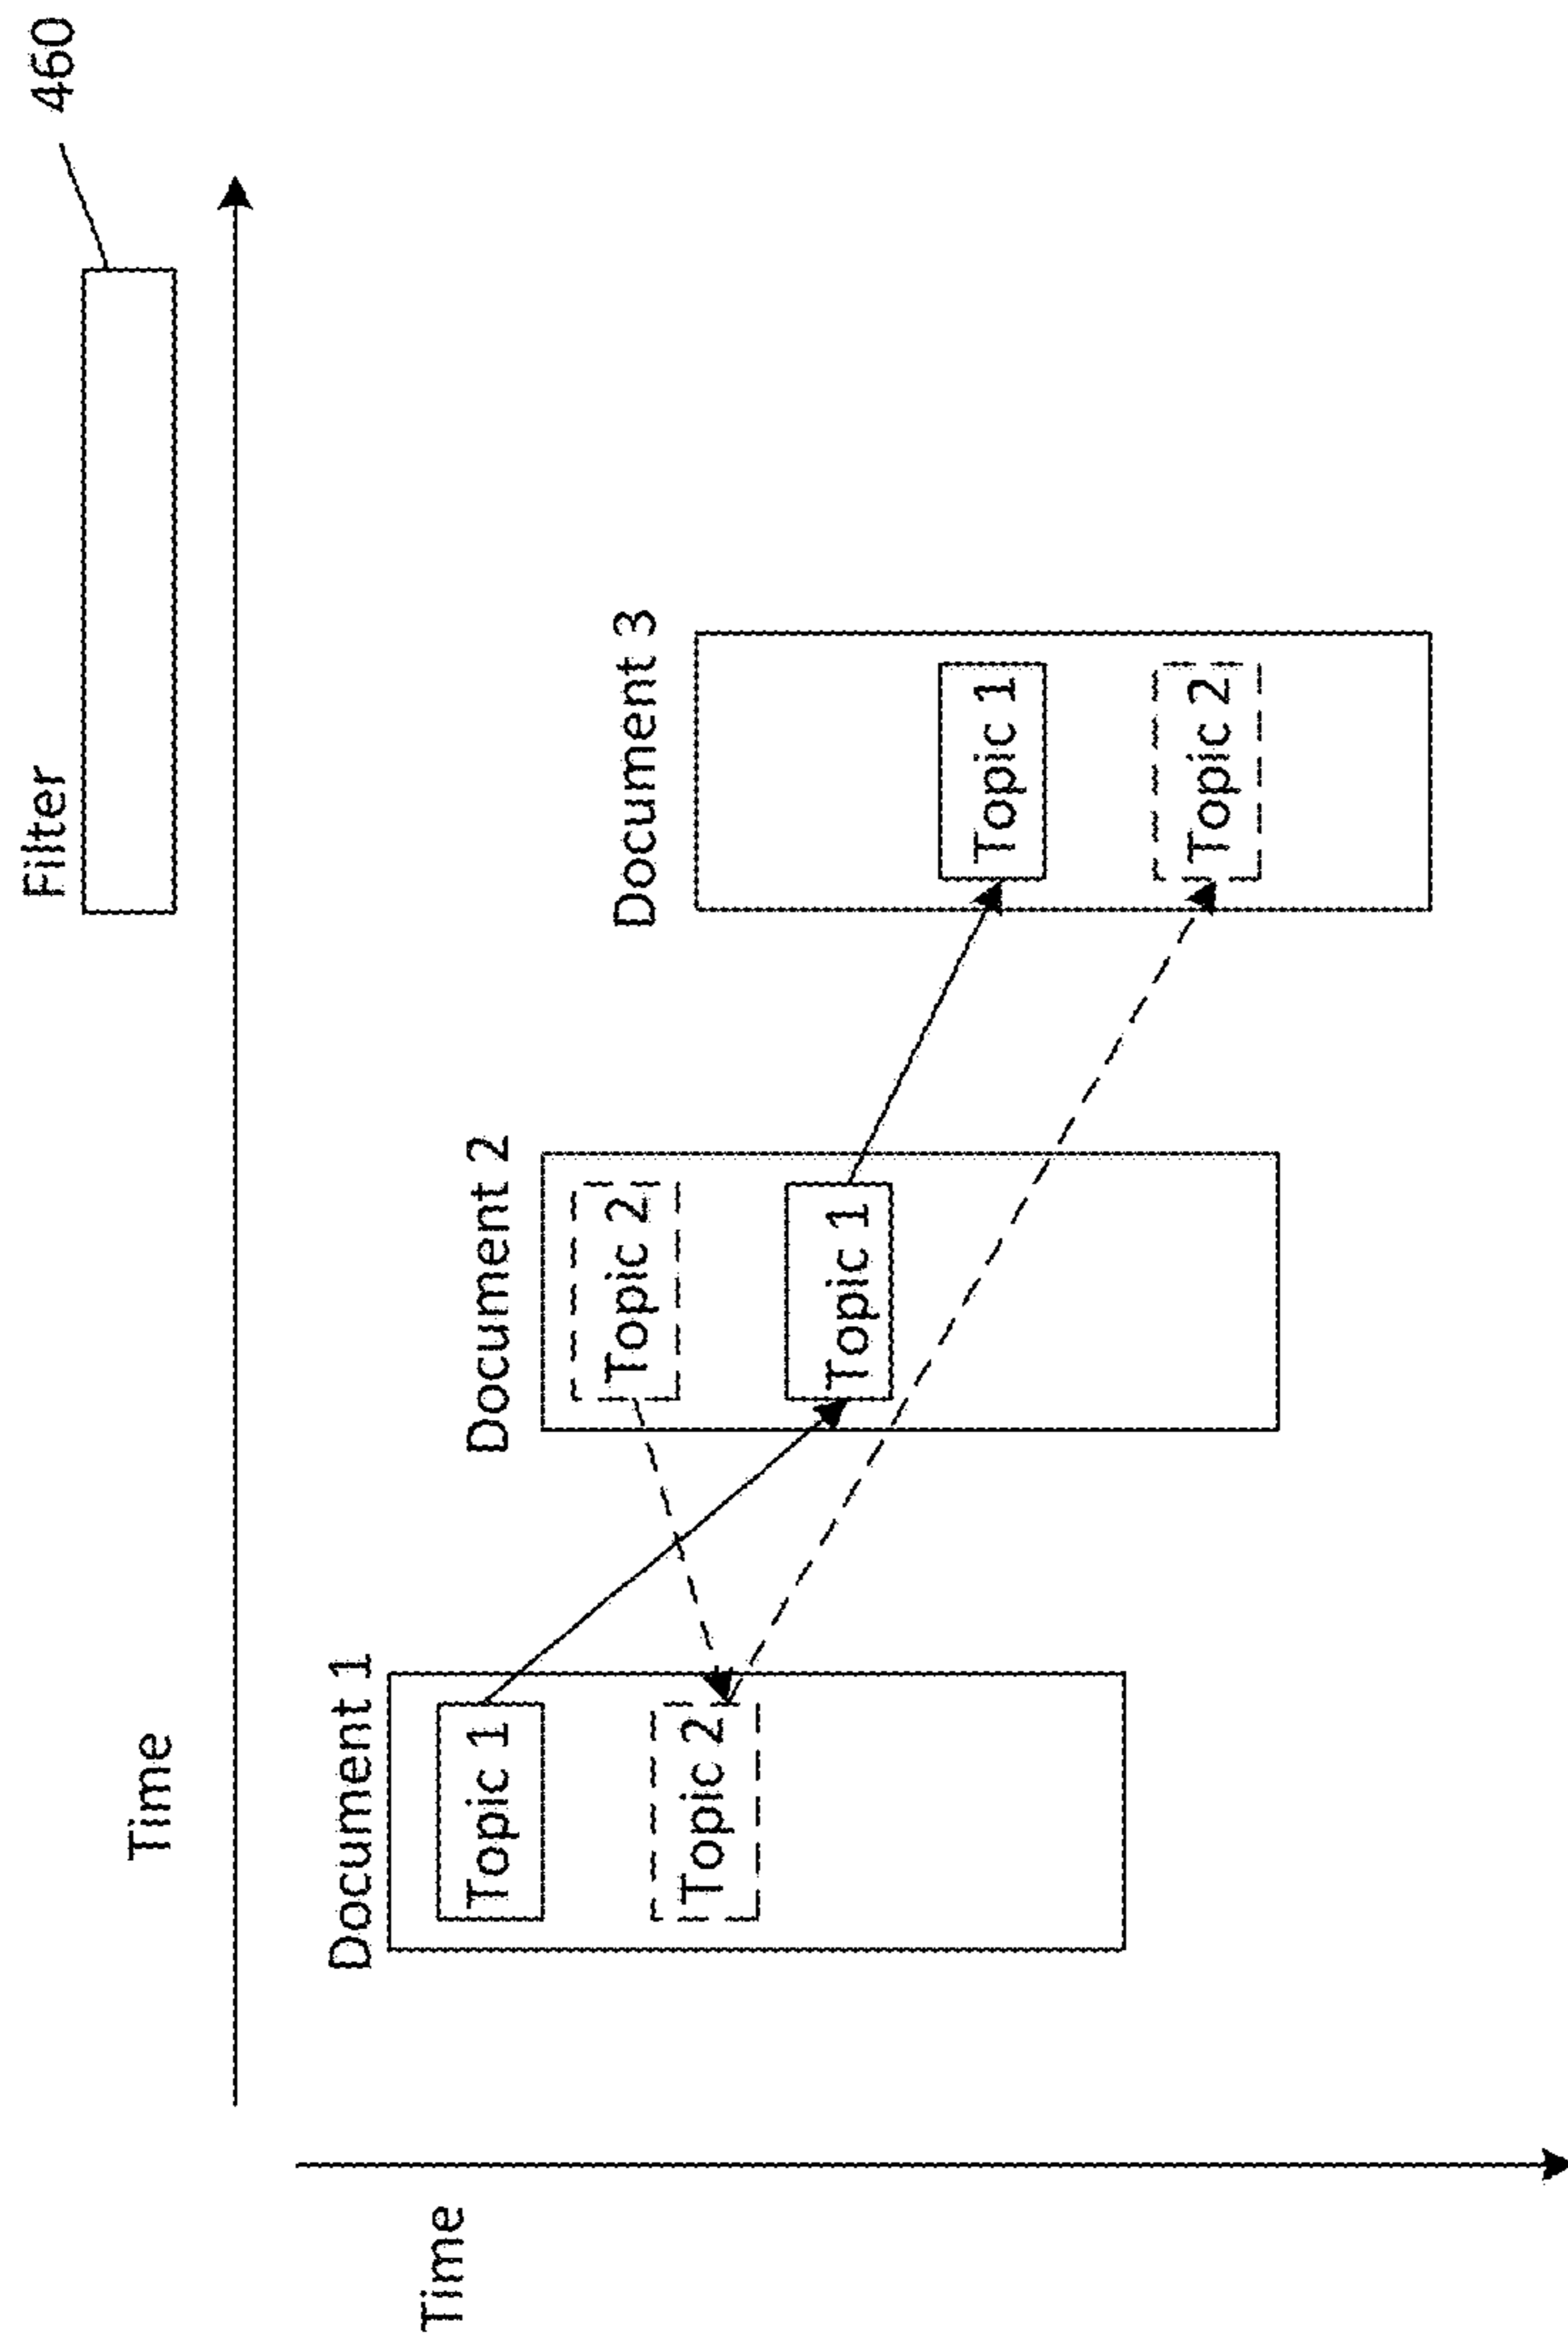 Filter
460
Time
Time
Document 1
Topic 1
Topic 2
Document 2
Topic 2
Topic 1
Document 3
Topic 1
Topic 2